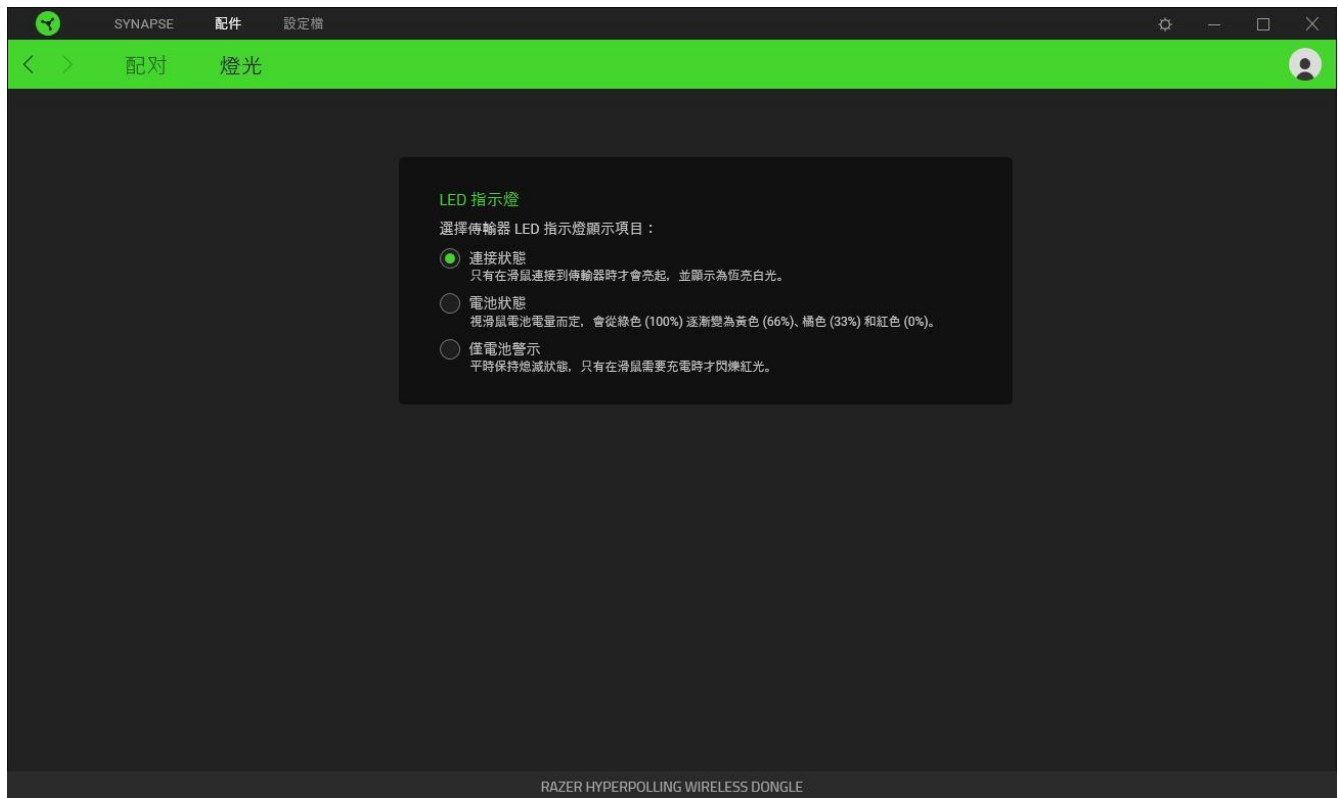 SYNAPSE 配件 設定檔
配对 燈光
LED 指示燈
選擇傳輸器 LED 指示燈顯示項目：
連接狀態
只有在滑鼠連接到傳輸器時才會亮起，並顯示為恆亮白光。
電池狀態
視滑鼠電池電量而定，會從綠色 (100%) 逐漸變為黃色 (66%)、橘色 (33%) 和紅色 (0%)。
僅電池警示
平時保持熄滅狀態，只有在滑鼠需要充電時才閃爍紅光。
RAZER HYPERPOLLING WIRELESS DONGLE